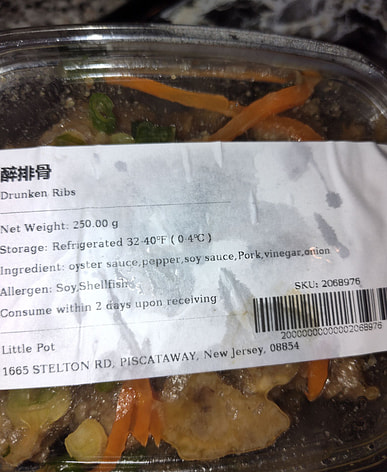 醉排骨
Drunken Ribs
Net Weight: 250.00 g
Storage: Refrigerated 32-40°F ( 0-4°C )
Ingredient: oyster sauce,pepper,soy sauce,Pork,vinegar,onion
Allergen: Soy,Shellfish
SKU: 2068976
Consume within 2 days upon receiving
2000000000002068976
Little Pot
1665 STELTON RD, PISCATAWAY, New Jersey, 08854